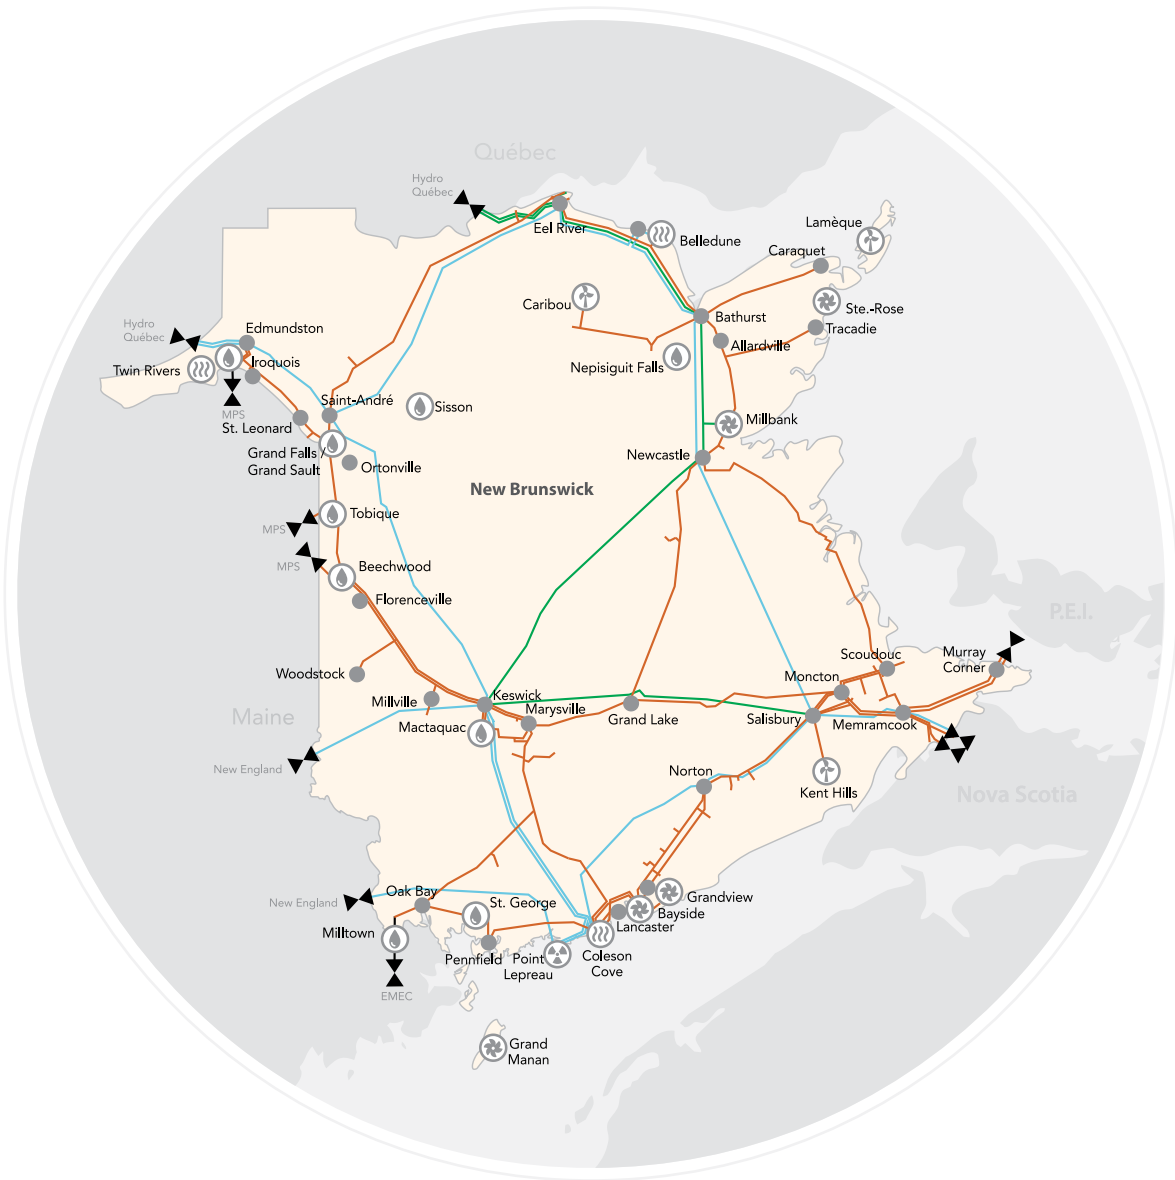 Québec
Hydro
Québec
Eel River
Belledune
Lamèque
Caraquet
Caribou
Ste.-Rose
Bathurst
Tracadie
Allardville
Nepisiguit Falls
Hydro
Québec
Edmundston
Twin Rivers
Iroquois
MPS
St. Leonard
Saint-André
Sisson
Grand Falls /
Grand Sault
Ortonville
Millbank
Newcastle
New Brunswick
Tobique
MPS
MPS
Beechwood
Florenceville
P.E.I.
Woodstock
Millville
Keswick
Marysville
Mactaquac
Grand Lake
Scoudouc
Murray
Corner
Moncton
Salisbury
Memramcook
Maine
New England
Norton
Kent Hills
Nova Scotia
New England
Oak Bay
St. George
Milltown
Grandview
Bayside
Lancaster
Pennfield
Point
Lepreau
Coleson
Cove
EMEC
Grand
Manan